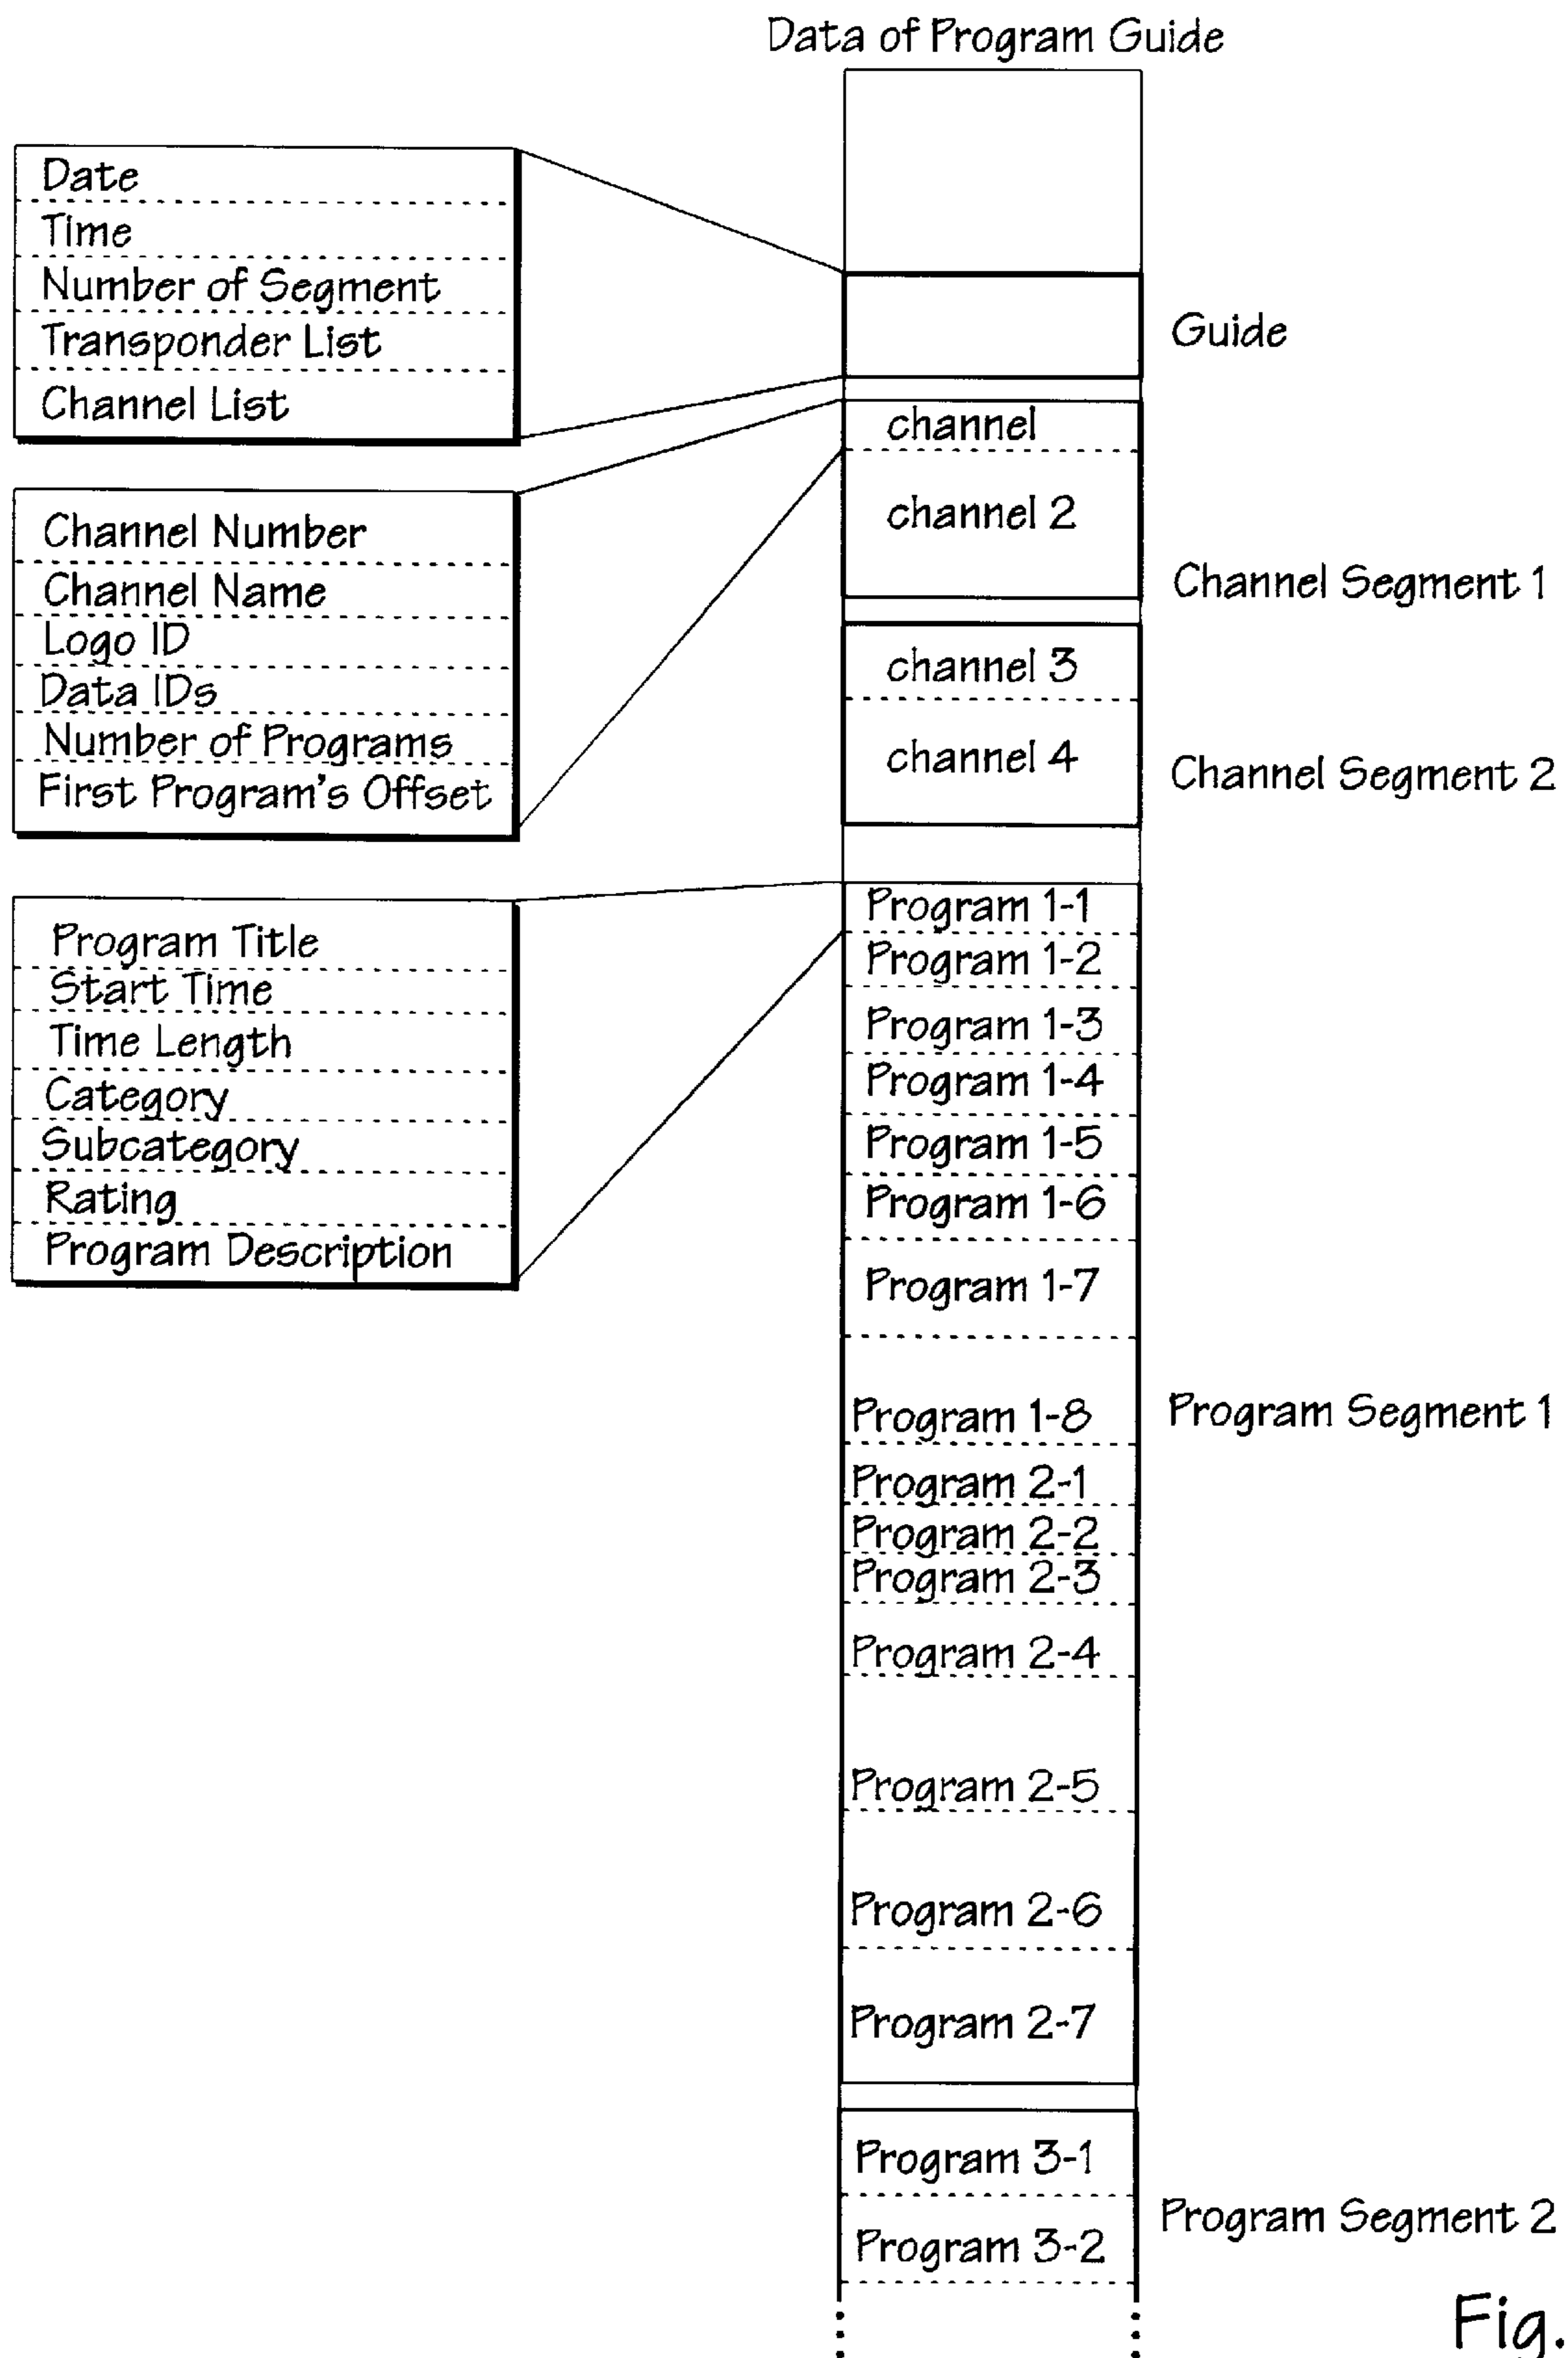 Data of Program Guide
Date
Time
Number of Segment
Transponder List
Channel List
Guide
channel
channel 2
Channel Segment 1
Channel Number
Channel Name
Logo ID
Data IDs
Number of Programs
First Program's Offset
channel 3
channel 4
Channel Segment 2
Program Title
Start Time
Time Length
Category
Subcategory
Rating
Program Description
Program 1-1
Program 1-2
Program 1-3
Program 1-4
Program 1-5
Program 1-6
Program 1-7
Program 1-8
Program Segment 1
Program 2-1
Program 2-2
Program 2-3
Program 2-4
Program 2-5
Program 2-6
Program 2-7
Program 3-1
Program 3-2
Program Segment 2
Fig.